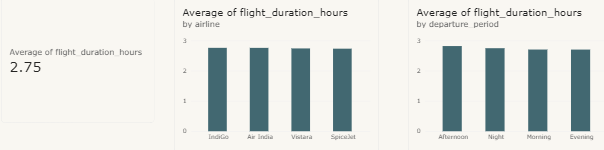 Average of flight_duration_hours
2.75
Average of flight_duration_hours
by airline
3
2
1
0
IndiGo Air India Vistara SpiceJet
Average of flight_duration_hours
by departure_period
3
2
1
0
Afternoon Night Morning Evening